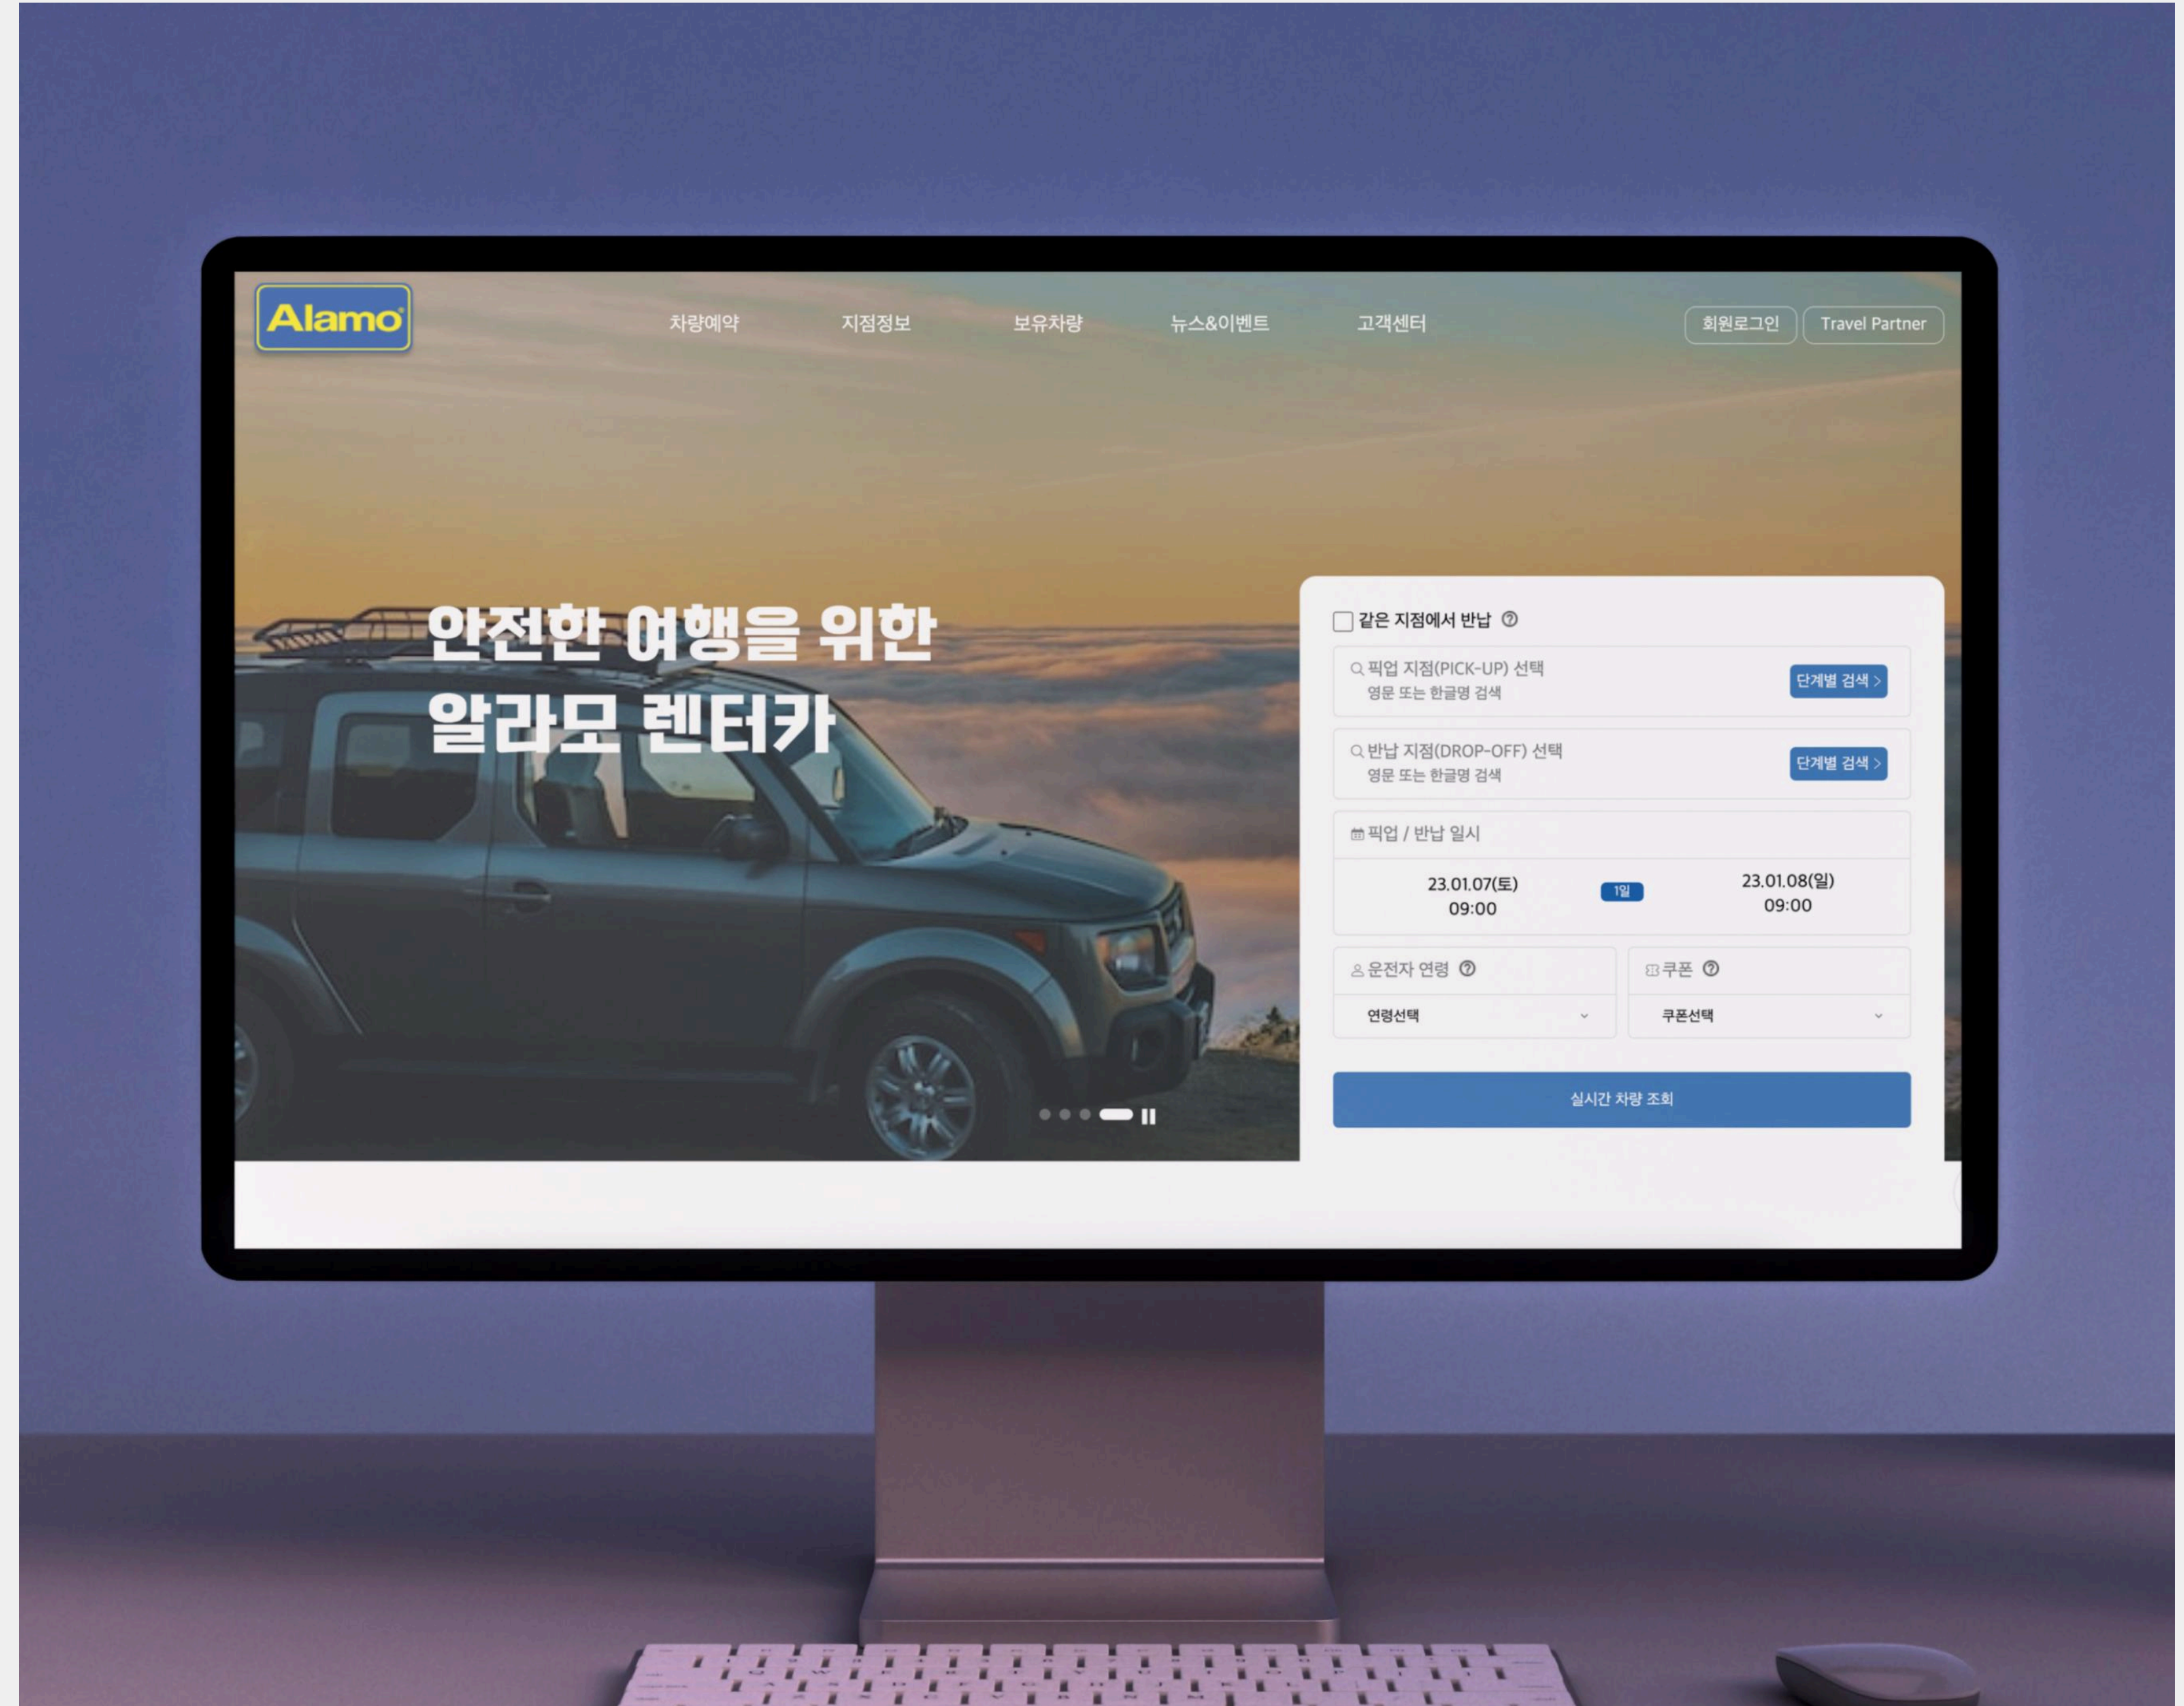 Alamo
차량예약 지점정보 보유차량 뉴스&이벤트 고객센터 회원로그인 Travel Partner
안전한 여행을 위한
알라모 렌터카
같은 지점에서 반납
픽업 지점(PICK-UP) 선택
영문 또는 한글명 검색
단계별 검색 >
반납 지점(DROP-OFF) 선택
영문 또는 한글명 검색
단계별 검색 >
픽업 / 반납 일시
23.01.07(토)
09:00
1일
23.01.08(일)
09:00
운전자 연령
연령선택
쿠폰
쿠폰선택
실시간 차량 조회